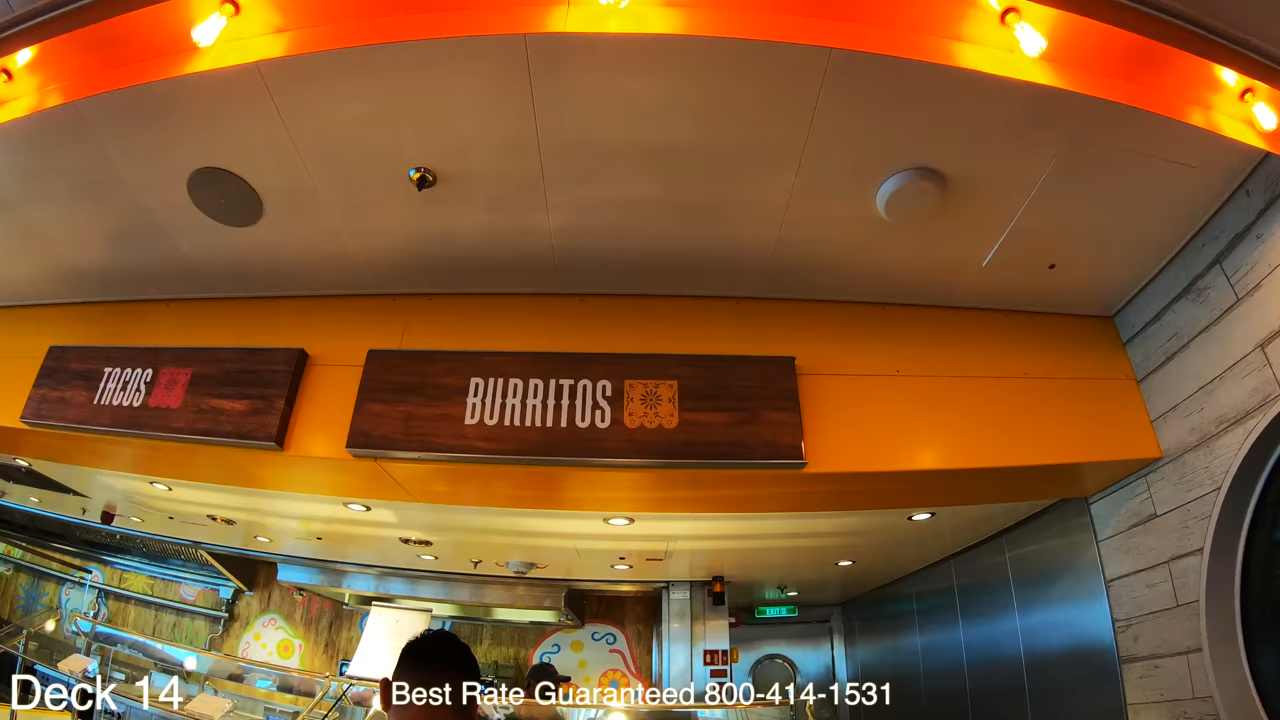 TACOS
BURRITOS
EXIT
Deck 14
Best Rate Guaranteed 800-414-1531